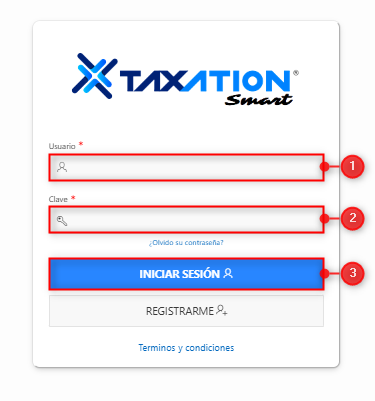 TAXATION®
Smart
Usuario *
1
Clave *
2
¿Olvido su contraseña?
INICIAR SESIÓN
3
REGISTRARME
Terminos y condiciones